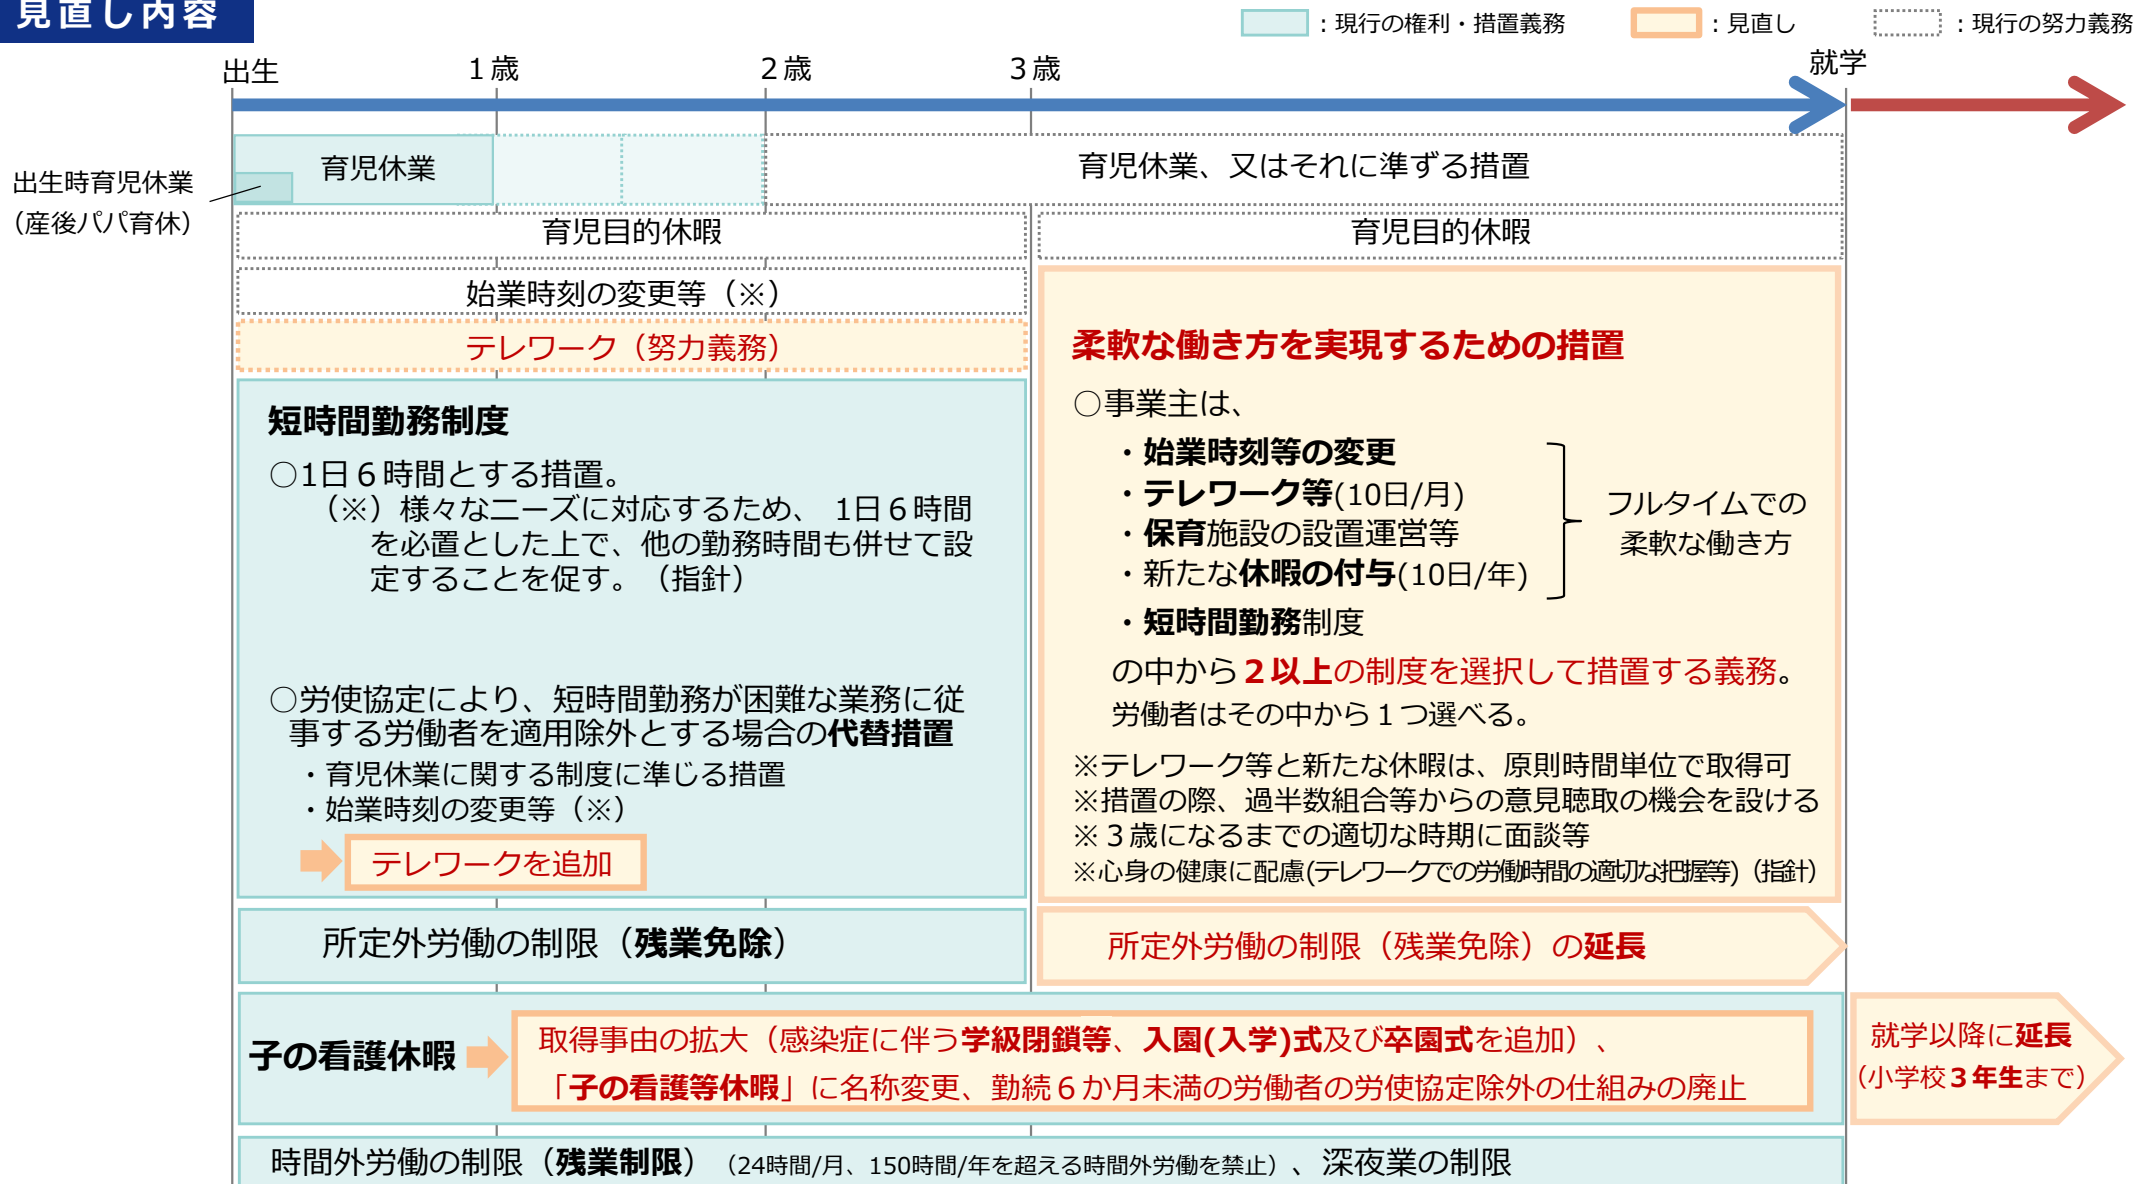 見直し内容
：現行の権利・措置義務
：見直し
：現行の努力義務
出生
１歳
２歳
３歳
就学
育児休業
育児休業、又はそれに準ずる措置
出生時育児休業
（産後パパ育休）
育児目的休暇
育児目的休暇
始業時刻の変更等（※）
テレワーク（努力義務）
短時間勤務制度
○1日６時間とする措置。
（※）様々なニーズに対応するため、 1日６時間
を必置とした上で、他の勤務時間も併せて設
定することを促す。（指針）
○労使協定により、短時間勤務が困難な業務に従
事する労働者を適用除外とする場合の代替措置
・育児休業に関する制度に準じる措置
・始業時刻の変更等（※）
テレワークを追加
柔軟な働き方を実現するための措置
○事業主は、
・始業時刻等の変更
・テレワーク等(10日/月)
・保育施設の設置運営等
・新たな休暇の付与(10日/年)
フルタイムでの
柔軟な働き方
・短時間勤務制度
の中から２以上の制度を選択して措置する義務。
労働者はその中から１つ選べる。
※テレワーク等と新たな休暇は、原則時間単位で取得可
※措置の際、過半数組合等からの意見聴取の機会を設ける
※３歳になるまでの適切な時期に面談等
※心身の健康に配慮(テレワークでの労働時間の適切な把握等)（指針）
所定外労働の制限（残業免除）
所定外労働の制限（残業免除）の延長
子の看護休暇
取得事由の拡大（感染症に伴う学級閉鎖等、入園(入学)式及び卒園式を追加）、
「子の看護等休暇」に名称変更、勤続６か月未満の労働者の労使協定除外の仕組みの廃止
就学以降に延長
（小学校３年生まで）
時間外労働の制限（残業制限）（24時間/月、150時間/年を超える時間外労働を禁止）、深夜業の制限